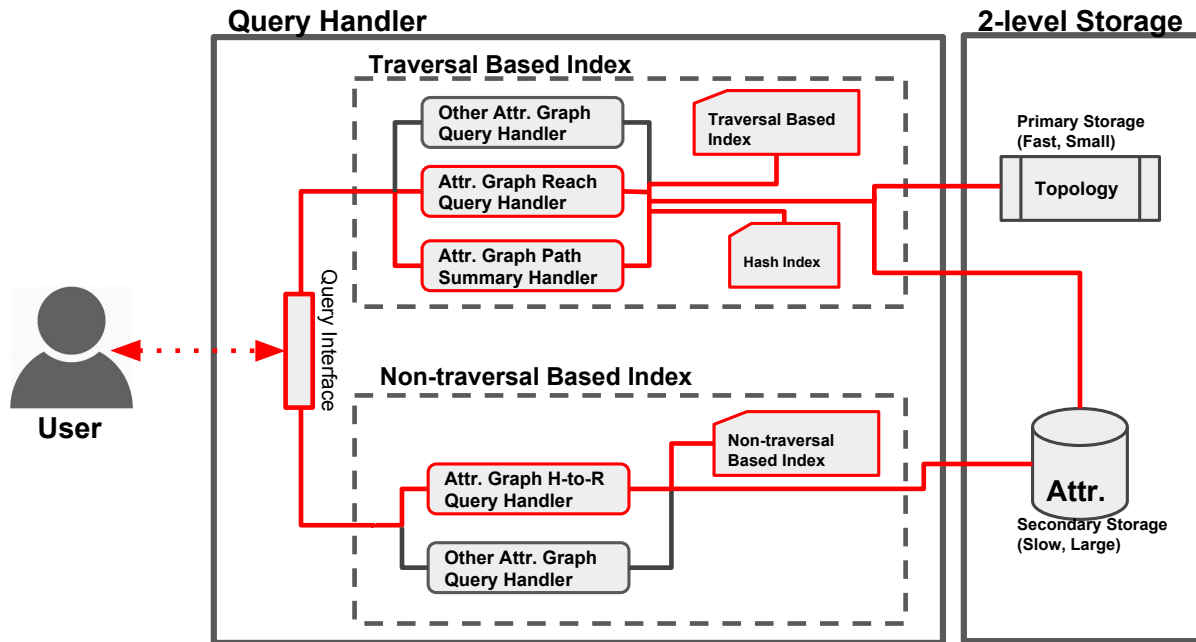 Query Handler
2-level Storage
Traversal Based Index
Other Attr. Graph
Query Handler
Traversal Based
Index
Attr. Graph Reach
Query Handler
Attr. Graph Path
Summary Handler
Hash Index
Primary Storage
(Fast, Small)
Topology
Query Interface
User
Non-traversal Based Index
Non-traversal
Based Index
Attr. Graph H-to-R
Query Handler
Other Attr. Graph
Query Handler
Attr.
Secondary Storage
(Slow, Large)